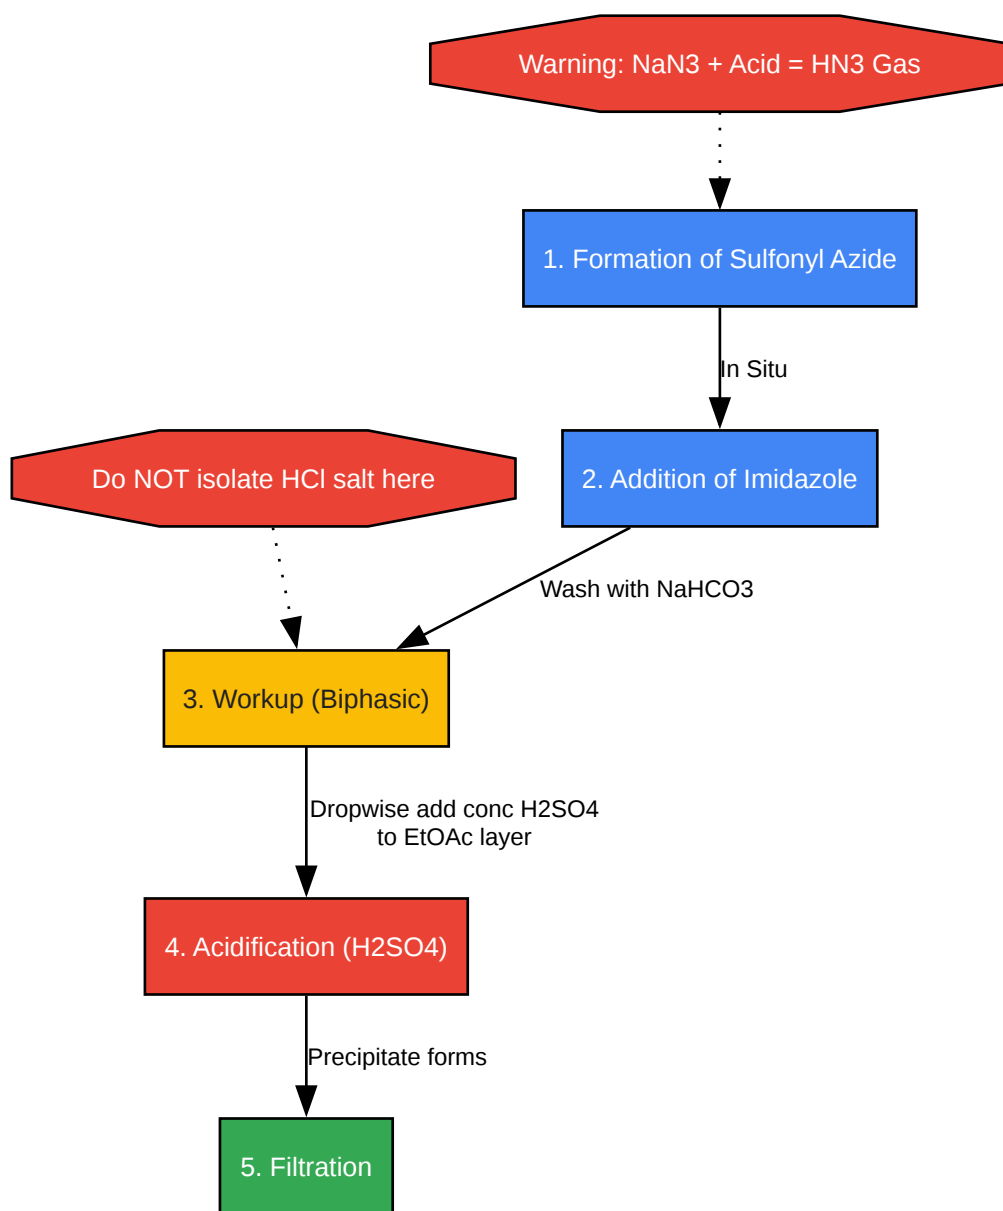 Warning: NaN3 + Acid = HN3 Gas
1. Formation of Sulfonyl Azide
In Situ
Do NOT isolate HCl salt here
2. Addition of Imidazole
Wash with NaHCO3
3. Workup (Biphasic)
Dropwise add conc H2SO4
to EtOAc layer
4. Acidification (H2SO4)
Precipitate forms
5. Filtration